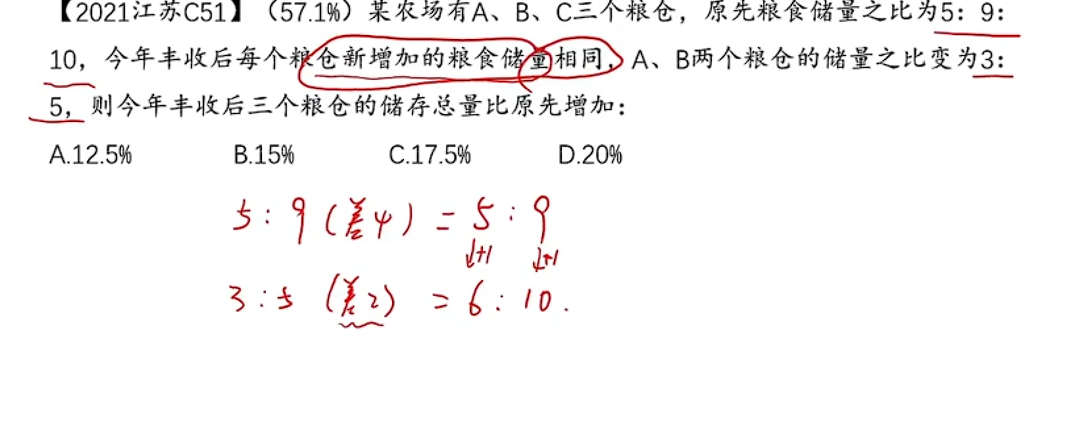 【2021江苏C51】（57.1%）某农场有A、B、C三个粮仓，原先粮食储量之比为5：9：
10，今年丰收后每个粮仓新增加的粮食储量相同，A、B两个粮仓的储量之比变为3：
5，则今年丰收后三个粮仓的储存总量比原先增加：
A.12.5% B.15% C.17.5% D.20%
5：9（差4）= 5：9
↓+1 ↓+1
3：5（差2）= 6：10.